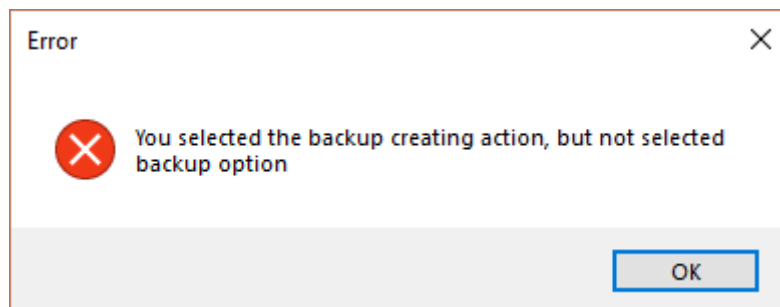 Error
You selected the backup creating action, but not selected
backup option
OK